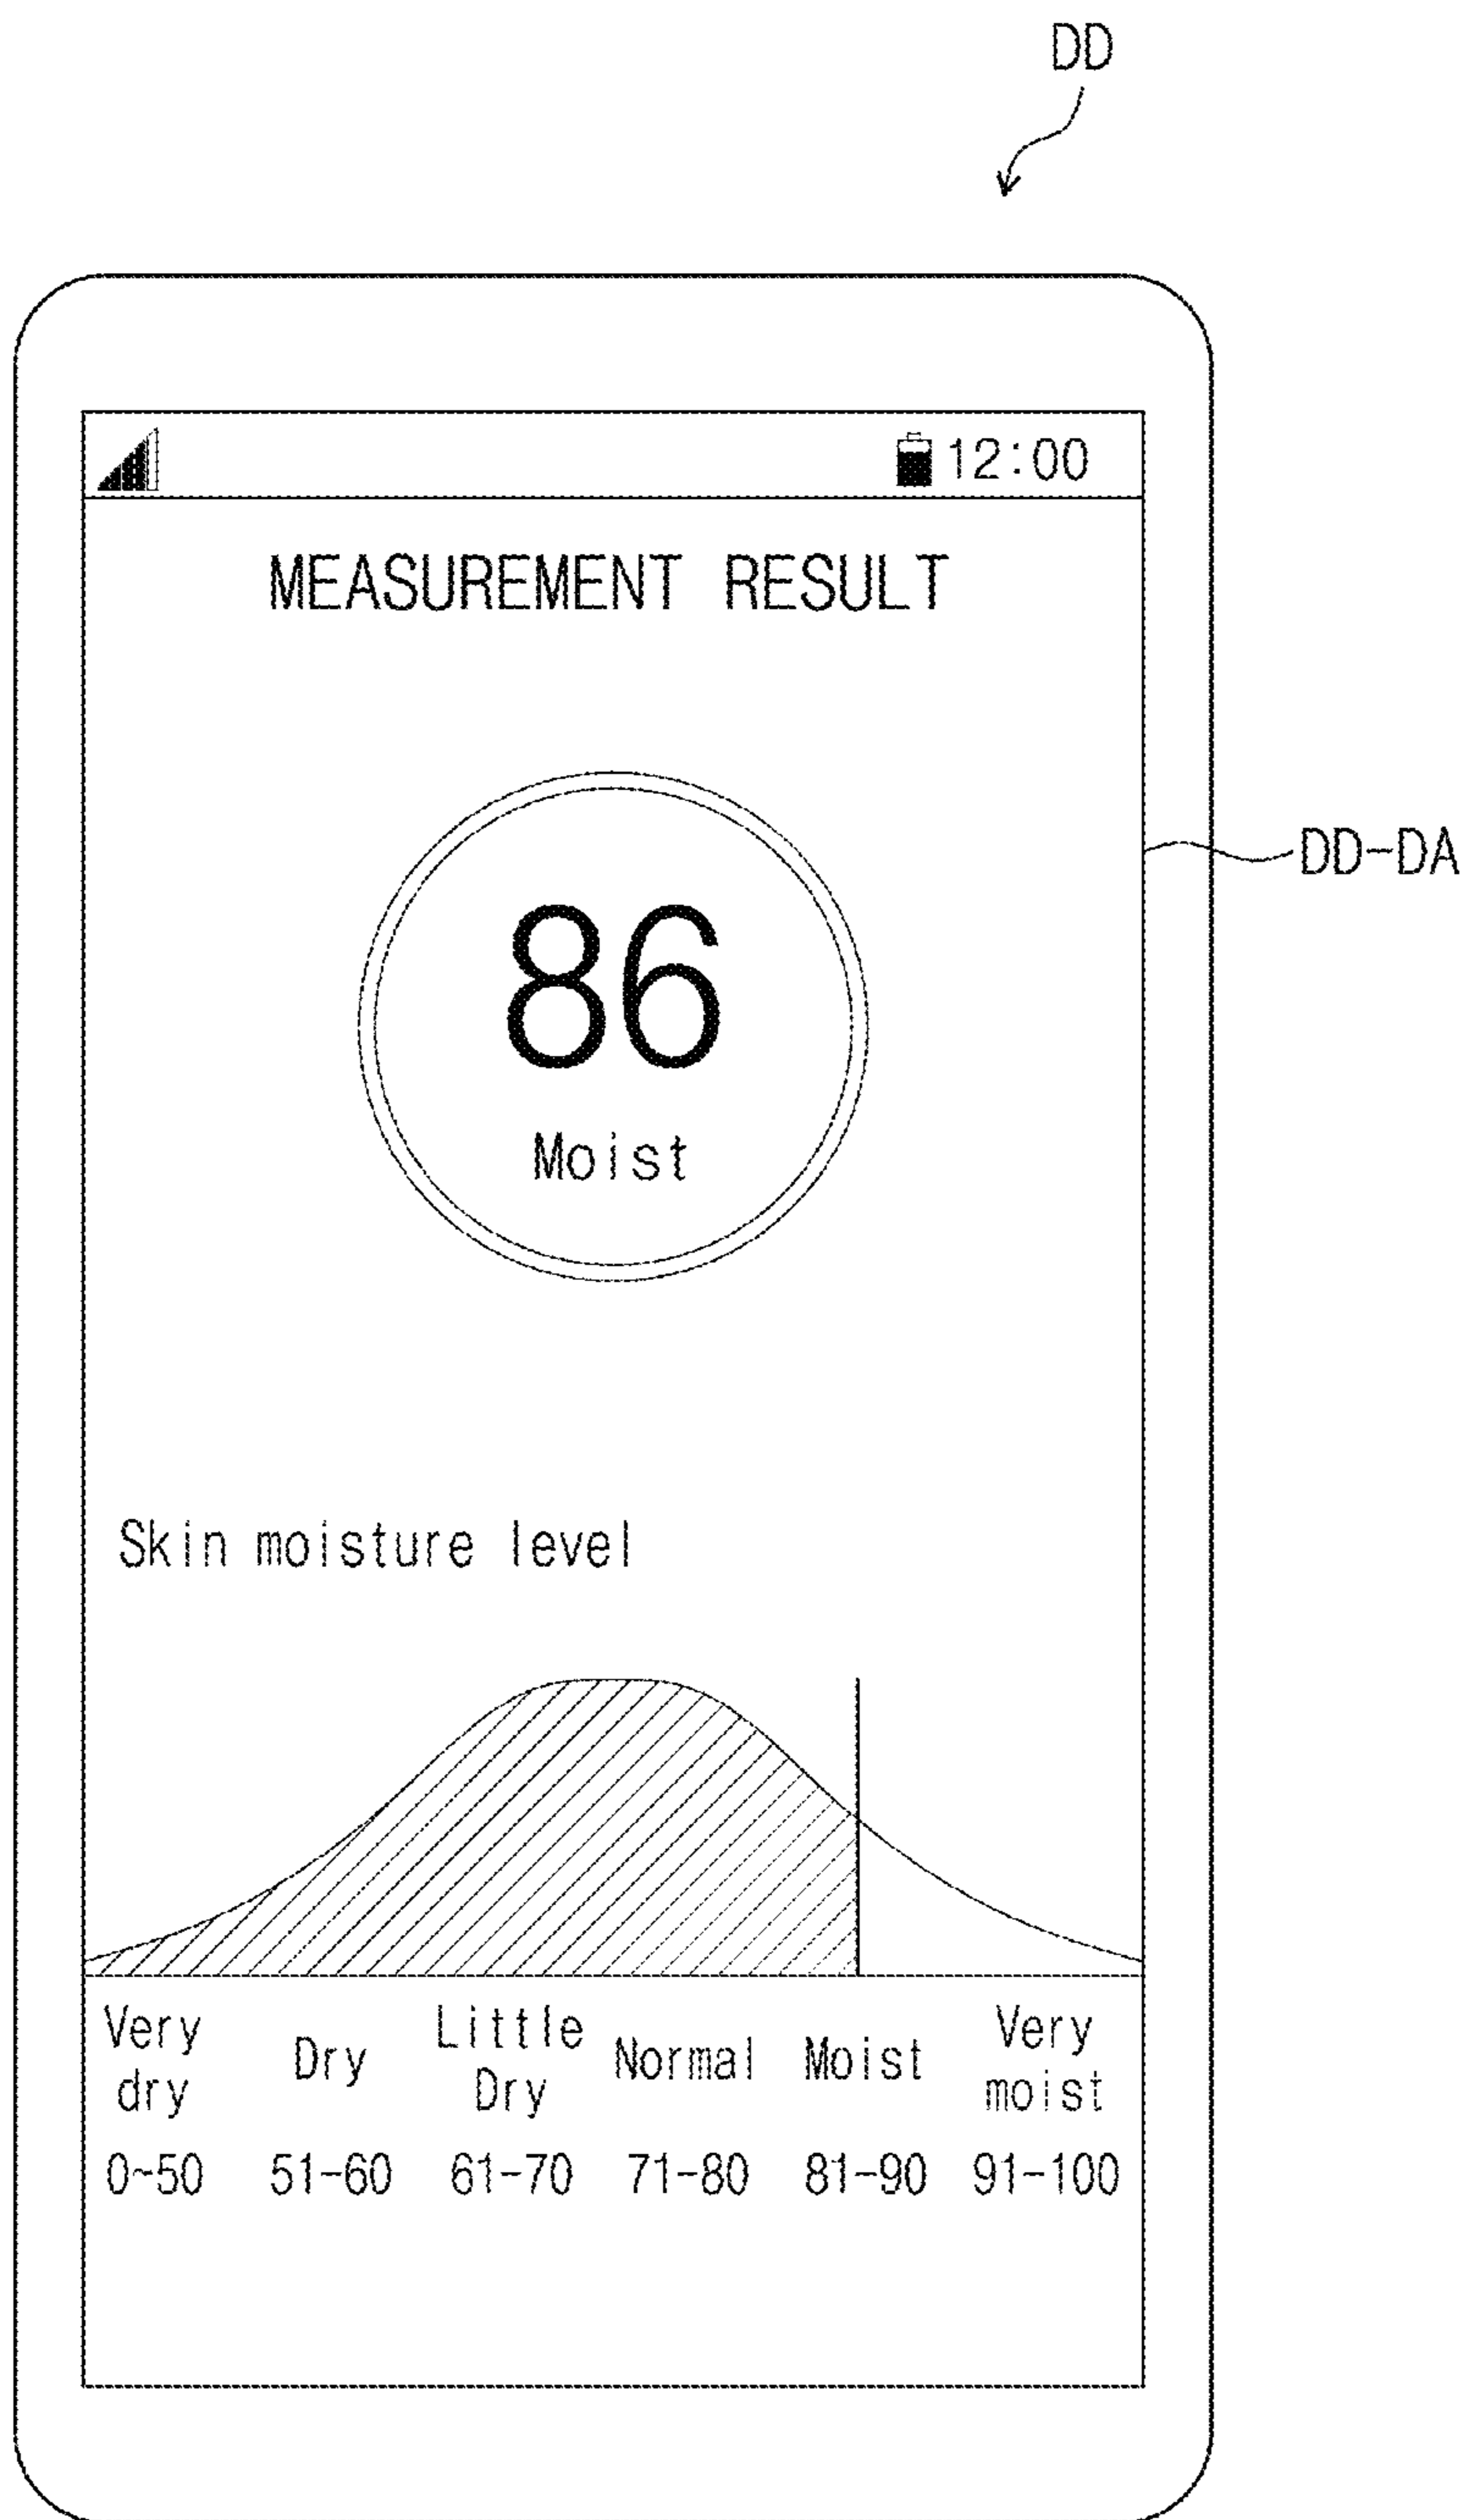 DD
12:00
MEASUREMENT RESULT
DD-DA
86
Moist
Skin moisture level
Very dry Dry Little Dry Normal Moist Very moist
0~50 51-60 61-70 71-80 81-90 91-100